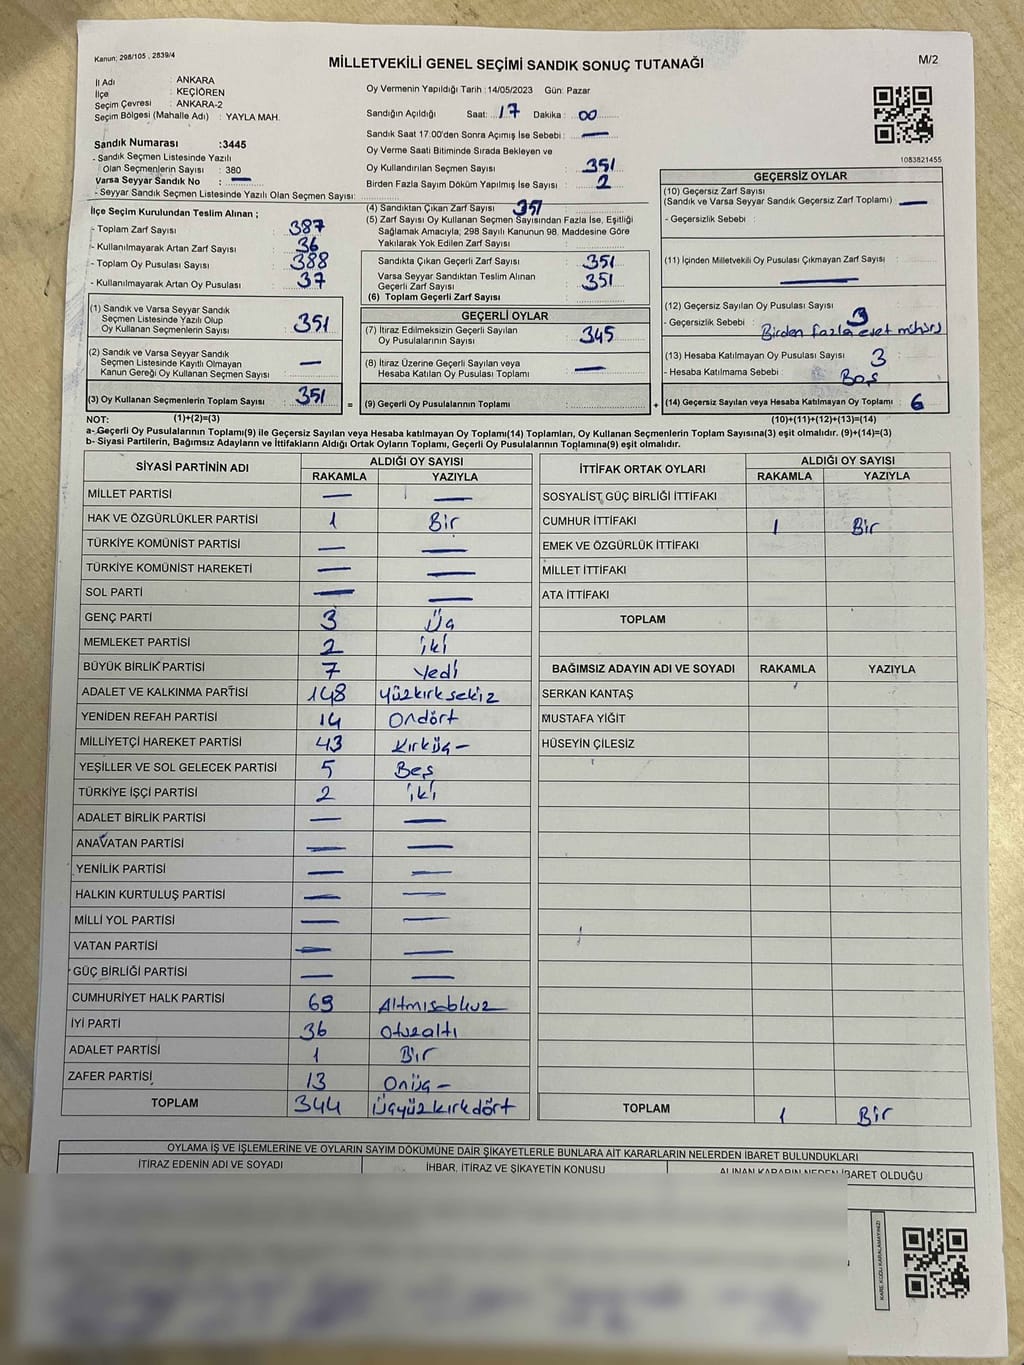 Kanun: 298/105 , 2839/4
MİLLETVEKİLİ GENEL SEÇİMİ SANDIK SONUÇ TUTANAĞI
M/2
İl Adı : ANKARA
İlçe : KEÇİÖREN
Seçim Çevresi : ANKARA-2
Seçim Bölgesi (Mahalle Adı) : YAYLA MAH.
Sandık Numarası :3445
- Sandık Seçmen Listesinde Yazılı
Olan Seçmenlerin Sayısı : 380
Varsa Seyyar Sandık No : —
- Seyyar Sandık Seçmen Listesinde Yazılı Olan Seçmen Sayısı:
İlçe Seçim Kurulundan Teslim Alınan ;
- Toplam Zarf Sayısı : 387
- Kullanılmayarak Artan Zarf Sayısı : 36
- Toplam Oy Pusulası Sayısı : 388
- Kullanılmayarak Artan Oy Pusulası : 37
(1) Sandık ve Varsa Seyyar Sandık
Seçmen Listesinde Yazılı Olup
Oy Kullanan Seçmenlerin Sayısı : 351
(2) Sandık ve Varsa Seyyar Sandık
Seçmen Listesinde Kayıtlı Olmayan
Kanun Gereği Oy Kullanan Seçmen Sayısı : —
(3) Oy Kullanan Seçmenlerin Toplam Sayısı : 351
(1)+(2)=(3)
Oy Vermenin Yapıldığı Tarih :14/05/2023 Gün: Pazar
Sandığın Açıldığı Saat: 17 Dakika : 00
Sandık Saat 17.00'den Sonra Açımış İse Sebebi : —
Oy Verme Saati Bitiminde Sırada Bekleyen ve
Oy Kullandırılan Seçmen Sayısı : 351
Birden Fazla Sayım Döküm Yapılmış İse Sayısı : 2
(4) Sandıktan Çıkan Zarf Sayısı 351
(5) Zarf Sayısı Oy Kullanan Seçmen Sayısından Fazla İse, Eşitliği
Sağlamak Amacıyla; 298 Sayılı Kanunun 98. Maddesine Göre
Yakılarak Yok Edilen Zarf Sayısı :
Sandıkta Çıkan Geçerli Zarf Sayısı : 351
Varsa Seyyar Sandıktan Teslim Alınan
Geçerli Zarf Sayısı : 351
(6) Toplam Geçerli Zarf Sayısı :
GEÇERLİ OYLAR
(7) İtiraz Edilmeksizin Geçerli Sayılan
Oy Pusulalarının Sayısı : 345
(8) İtiraz Üzerine Geçerli Sayılan veya
Hesaba Katılan Oy Pusulası Toplamı : —
= (9) Geçerli Oy Pusulalarının Toplamı : +
1083821455
GEÇERSİZ OYLAR
(10) Geçersiz Zarf Sayısı
(Sandık ve Varsa Seyyar Sandık Geçersiz Zarf Toplamı) : —
- Geçersizlik Sebebi :
(11) İçinden Milletvekili Oy Pusulası Çıkmayan Zarf Sayısı : —
(12) Geçersiz Sayılan Oy Pusulası Sayısı : 3
- Geçersizlik Sebebi : Birden fazla evet mührü
(13) Hesaba Katılmayan Oy Pusulası Sayısı : 3
- Hesaba Katılmama Sebebi : Boş
(14) Geçersiz Sayılan veya Hesaba Katılmayan Oy Toplamı : 6
(10)+(11)+(12)+(13)=(14)
NOT:
a- Geçerli Oy Pusulalarının Toplamı(9) ile Geçersiz Sayılan veya Hesaba katılmayan Oy Toplamı(14) Toplamları, Oy Kullanan Seçmenlerin Toplam Sayısına(3) eşit olmalıdır. (9)+(14)=(3)
b- Siyasi Partilerin, Bağımsız Adayların ve İttifakların Aldığı Ortak Oyların Toplamı, Geçerli Oy Pusulalarının Toplamına(9) eşit olmalıdır.
SİYASİ PARTİNİN ADI ALDIĞI OY SAYISI
RAKAMLA YAZIYLA
MİLLET PARTİSİ — —
HAK VE ÖZGÜRLÜKLER PARTİSİ 1 Bir
TÜRKİYE KOMÜNİST PARTİSİ — —
TÜRKİYE KOMÜNİST HAREKETİ — —
SOL PARTİ — —
GENÇ PARTİ 3 Üç
MEMLEKET PARTİSİ 2 iki
BÜYÜK BİRLİK PARTİSİ 7 Yedi
ADALET VE KALKINMA PARTİSİ 148 Yüzkırksekiz
YENİDEN REFAH PARTİSİ 14 Ondört
MİLLİYETÇİ HAREKET PARTİSİ 43 Kırküç —
YEŞİLLER VE SOL GELECEK PARTİSİ 5 Beş
TÜRKİYE İŞÇİ PARTİSİ 2 iki
ADALET BİRLİK PARTİSİ — —
ANAVATAN PARTİSİ — —
YENİLİK PARTİSİ — —
HALKIN KURTULUŞ PARTİSİ — —
MİLLİ YOL PARTİSİ — —
VATAN PARTİSİ — —
GÜÇ BİRLİĞİ PARTİSİ — —
CUMHURİYET HALK PARTİSİ 69 Altmışdokuz
İYİ PARTİ 36 Otuzaltı
ADALET PARTİSİ 1 Bir
ZAFER PARTİSİ 13 Onüç —
TOPLAM 344 Üçyüzkırkdört
İTTİFAK ORTAK OYLARI ALDIĞI OY SAYISI
RAKAMLA YAZIYLA
SOSYALİST GÜÇ BİRLİĞİ İTTİFAKI
CUMHUR İTTİFAKI 1 Bir
EMEK VE ÖZGÜRLÜK İTTİFAKI
MİLLET İTTİFAKI
ATA İTTİFAKI
TOPLAM
BAĞIMSIZ ADAYIN ADI VE SOYADI RAKAMLA YAZIYLA
SERKAN KANTAŞ
MUSTAFA YİĞİT
HÜSEYİN ÇİLESİZ
TOPLAM 1 Bir
OYLAMA İŞ VE İŞLEMLERİNE VE OYLARIN SAYIM DÖKÜMÜNE DAİR ŞİKAYETLERLE BUNLARA AİT KARARLARIN NELERDEN İBARET BULUNDUKLARI
İTİRAZ EDENİN ADI VE SOYADI İHBAR, İTİRAZ VE ŞİKAYETİN KONUSU ALINAN KARARIN NEDEN İBARET OLDUĞU
KARE KODU KARALAMAYINIZ!